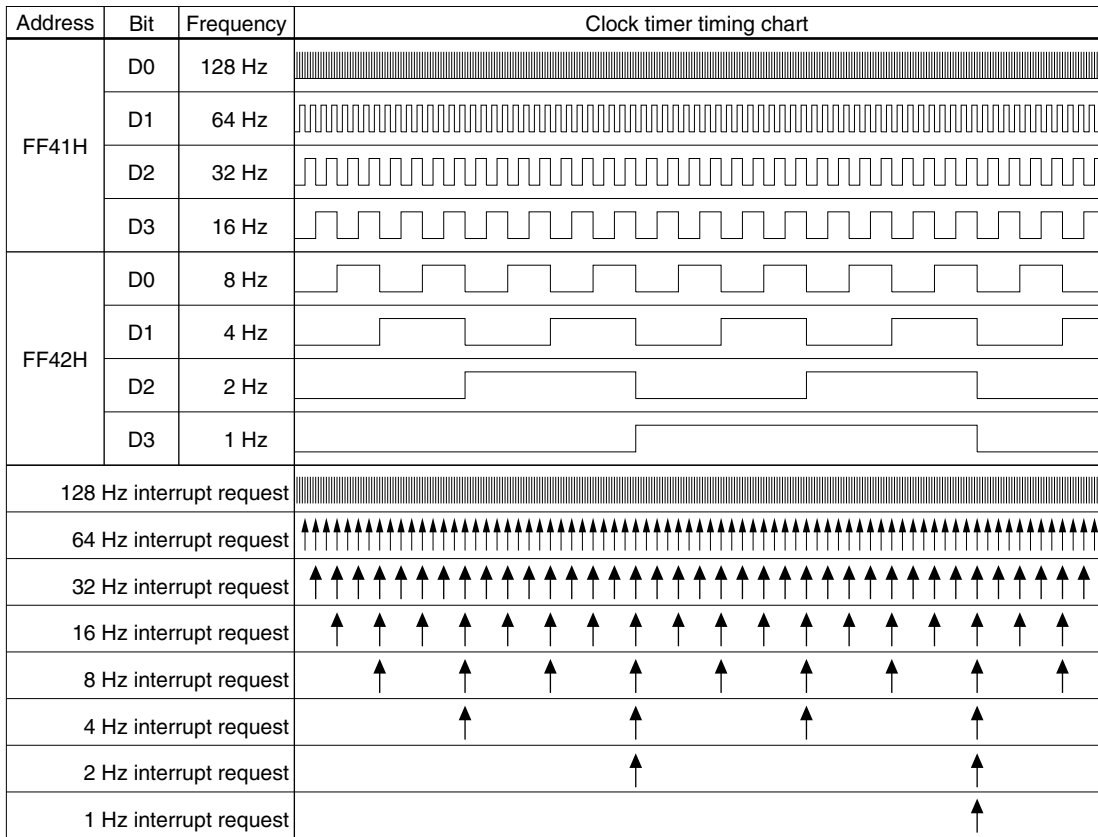 Address Bit Frequency Clock timer timing chart
FF41H
D0 128 Hz
D1 64 Hz
D2 32 Hz
D3 16 Hz
FF42H
D0 8 Hz
D1 4 Hz
D2 2 Hz
D3 1 Hz
128 Hz interrupt request
64 Hz interrupt request
32 Hz interrupt request
16 Hz interrupt request
8 Hz interrupt request
4 Hz interrupt request
2 Hz interrupt request
1 Hz interrupt request